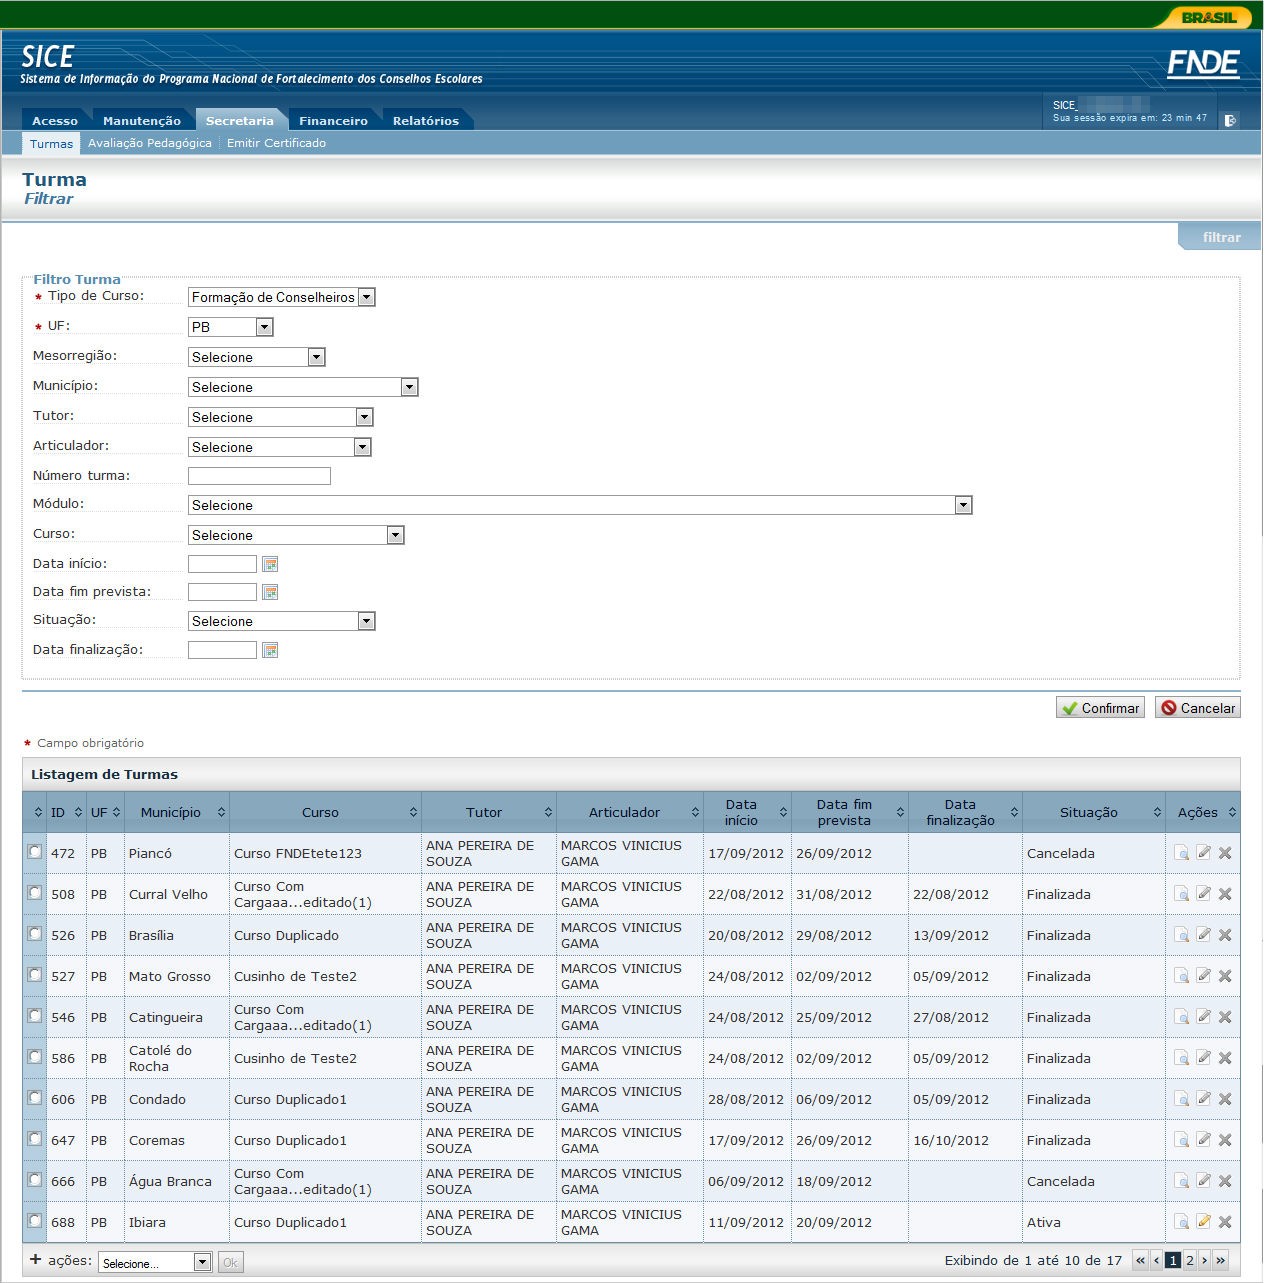 BRASIL
SICE
Sistema de Informação do Programa Nacional de Fortalecimento dos Conselhos Escolares
FNDE
SICE_
Sua sessão expira em: 23 min 47
Acesso Manutenção Secretaria Financeiro Relatórios
Turmas Avaliação Pedagógica Emitir Certificado
Turma
Filtrar
filtrar
Filtro Turma
* Tipo de Curso: Formação de Conselheiros
* UF: PB
Mesorregião: Selecione
Município: Selecione
Tutor: Selecione
Articulador: Selecione
Número turma:
Módulo: Selecione
Curso: Selecione
Data início:
Data fim prevista:
Situação: Selecione
Data finalização:
Confirmar Cancelar
* Campo obrigatório
Listagem de Turmas
ID UF Município Curso Tutor Articulador Data início Data fim prevista Data finalização Situação Ações
472 PB Piancó Curso FNDEtete123 ANA PEREIRA DE SOUZA MARCOS VINICIUS GAMA 17/09/2012 26/09/2012 Cancelada
508 PB Curral Velho Curso Com Cargaaa...editado(1) ANA PEREIRA DE SOUZA MARCOS VINICIUS GAMA 22/08/2012 31/08/2012 22/08/2012 Finalizada
526 PB Brasília Curso Duplicado ANA PEREIRA DE SOUZA MARCOS VINICIUS GAMA 20/08/2012 29/08/2012 13/09/2012 Finalizada
527 PB Mato Grosso Cusinho de Teste2 ANA PEREIRA DE SOUZA MARCOS VINICIUS GAMA 24/08/2012 02/09/2012 05/09/2012 Finalizada
546 PB Catingueira Curso Com Cargaaa...editado(1) ANA PEREIRA DE SOUZA MARCOS VINICIUS GAMA 24/08/2012 25/09/2012 27/08/2012 Finalizada
586 PB Catolé do Rocha Cusinho de Teste2 ANA PEREIRA DE SOUZA MARCOS VINICIUS GAMA 24/08/2012 02/09/2012 05/09/2012 Finalizada
606 PB Condado Curso Duplicado1 ANA PEREIRA DE SOUZA MARCOS VINICIUS GAMA 28/08/2012 06/09/2012 05/09/2012 Finalizada
647 PB Coremas Curso Duplicado1 ANA PEREIRA DE SOUZA MARCOS VINICIUS GAMA 17/09/2012 26/09/2012 16/10/2012 Finalizada
666 PB Água Branca Curso Com Cargaaa...editado(1) ANA PEREIRA DE SOUZA MARCOS VINICIUS GAMA 06/09/2012 18/09/2012 Cancelada
688 PB Ibiara Curso Duplicado1 ANA PEREIRA DE SOUZA MARCOS VINICIUS GAMA 11/09/2012 20/09/2012 Ativa
+ ações: Selecione... Ok Exibindo de 1 até 10 de 17 « ‹ 1 2 › »